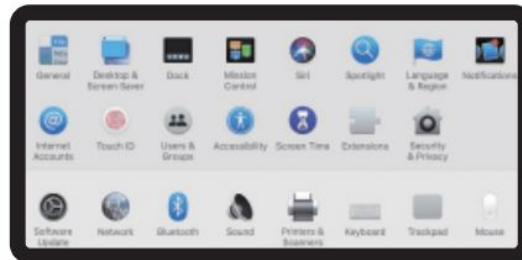 General Desktop & Dock Mission Siri Spotlight Language Notifications
Screen Saver Control & Region
Internet Touch ID Users & Accessibility Screen Time Extensions Security
Accounts Groups & Privacy
Software Network Bluetooth Sound Printers & Keyboard Trackpad Mouse
Update Scanners